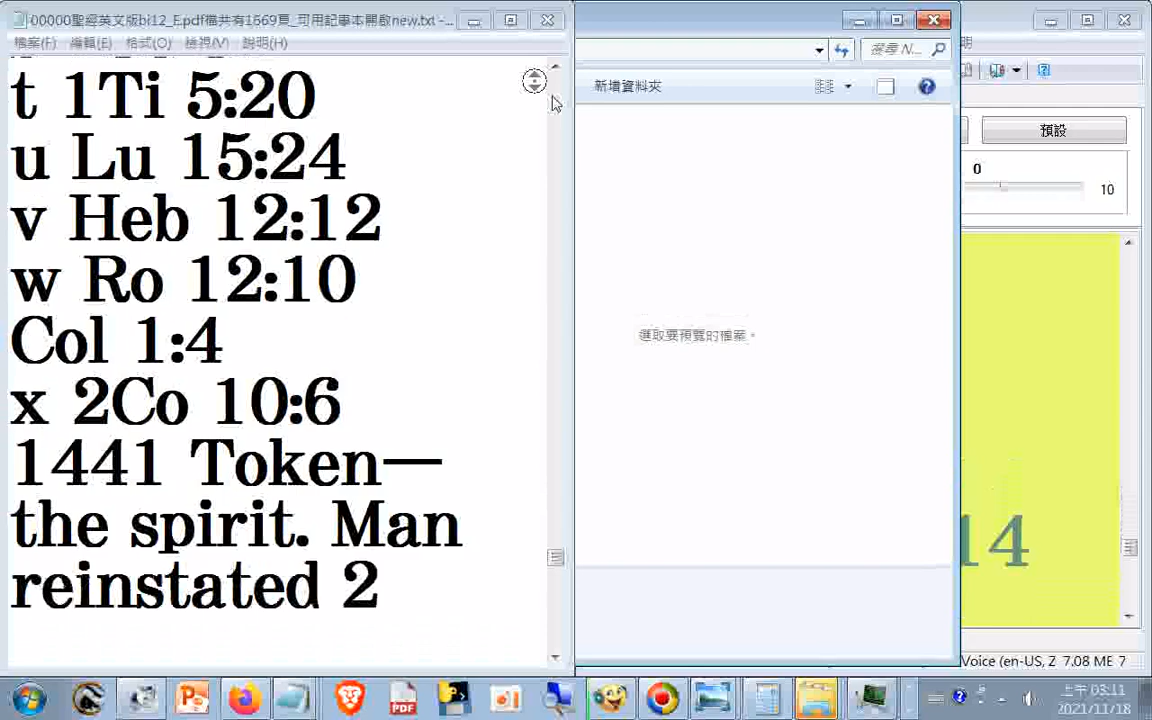 00000聖經英文版bi12_E.pdf檔共有1669頁_可用記事本開啟new.txt -...
檔案(F) 編輯(E) 格式(O) 檢視(V) 說明(H)
t 1Ti 5:20
u Lu 15:24
v Heb 12:12
w Ro 12:10
Col 1:4
x 2Co 10:6
1441 Token—
the spirit. Man
reinstated 2
搜尋 N...
新增資料夾
選取要預覽的檔案。
明
預設
0
10
14
Voice (en-US, Z 7.08 ME 7
上午 03:11
2021/11/18